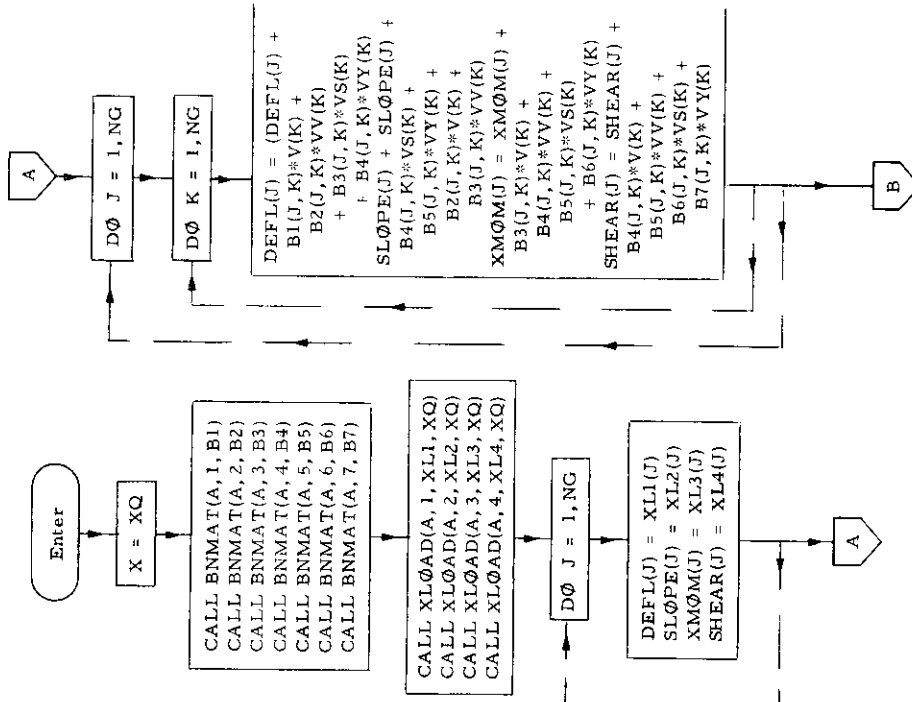 Enter
X = XQ
CALL BNMAT(A, 1, B1)
CALL BNMAT(A, 2, B2)
CALL BNMAT(A, 3, B3)
CALL BNMAT(A, 4, B4)
CALL BNMAT(A, 5, B5)
CALL BNMAT(A, 6, B6)
CALL BNMAT(A, 7, B7)
CALL XLØAD(A, 1, XL1, XQ)
CALL XLØAD(A, 2, XL2, XQ)
CALL XLØAD(A, 3, XL3, XQ)
CALL XLØAD(A, 4, XL4, XQ)
DØ J = 1, NG
DEFL(J) = XL1(J)
SLØPE(J) = XL2(J)
XMØM(J) = XL3(J)
SHEAR(J) = XL4(J)
A
A
DØ J = 1, NG
DØ K = 1, NG
DEFL(J) = (DEFL(J) +
B1(J, K)*V(K) +
B2(J, K)*VV(K)
+ B3(J, K)*VS(K)
+ B4(J, K)*VY(K)
SLØPE(J) + SLØPE(J) +
B4(J, K)*VS(K) +
B5(J, K)*VY(K) +
B2(J, K)*V(K) +
B3(J, K)*VV(K)
XMØM(J) = XMØM(J) +
B3(J, K)*V(K) +
B4(J, K)*VV(K) +
B5(J, K)*VS(K)
+ B6(J, K)*VY(K)
SHEAR(J) = SHEAR(J) +
B4(J, K)*V(K) +
B5(J, K)*VV(K) +
B6(J, K)*VS(K) +
B7(J, K)*VY(K)
B